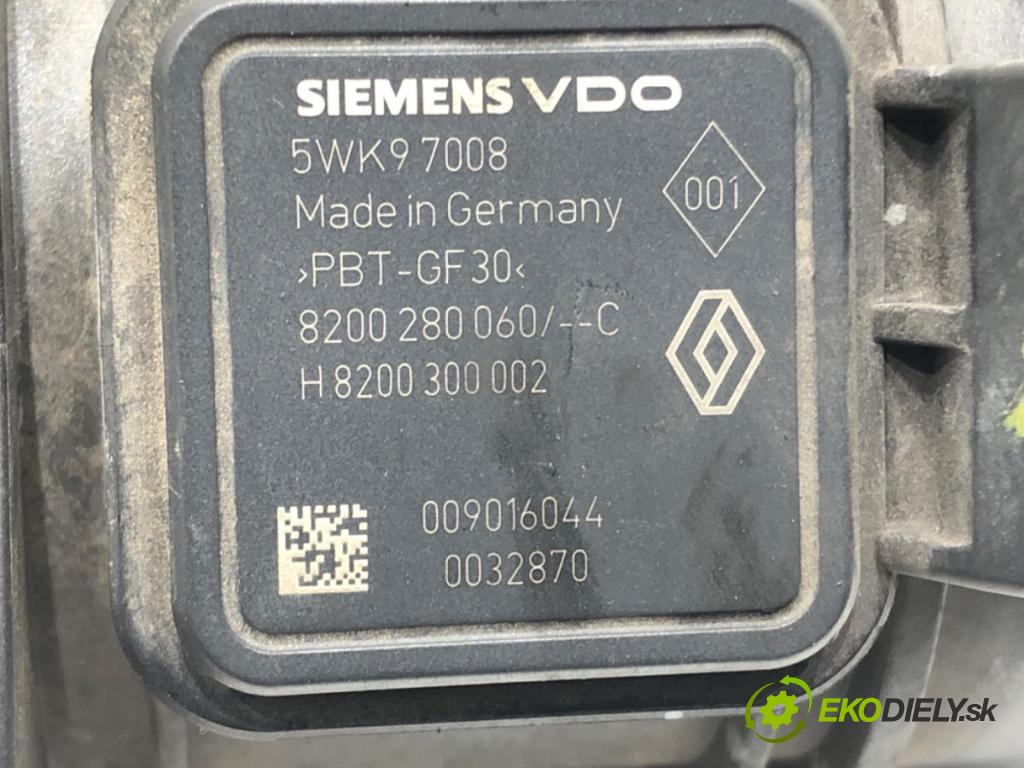 SIEMENS VDO
5WK9 7008
001
Made in Germany
›PBT-GF30‹
8200 280 060/--C
H 8200 300 002
009016044
0032870
EKODIELY.sk